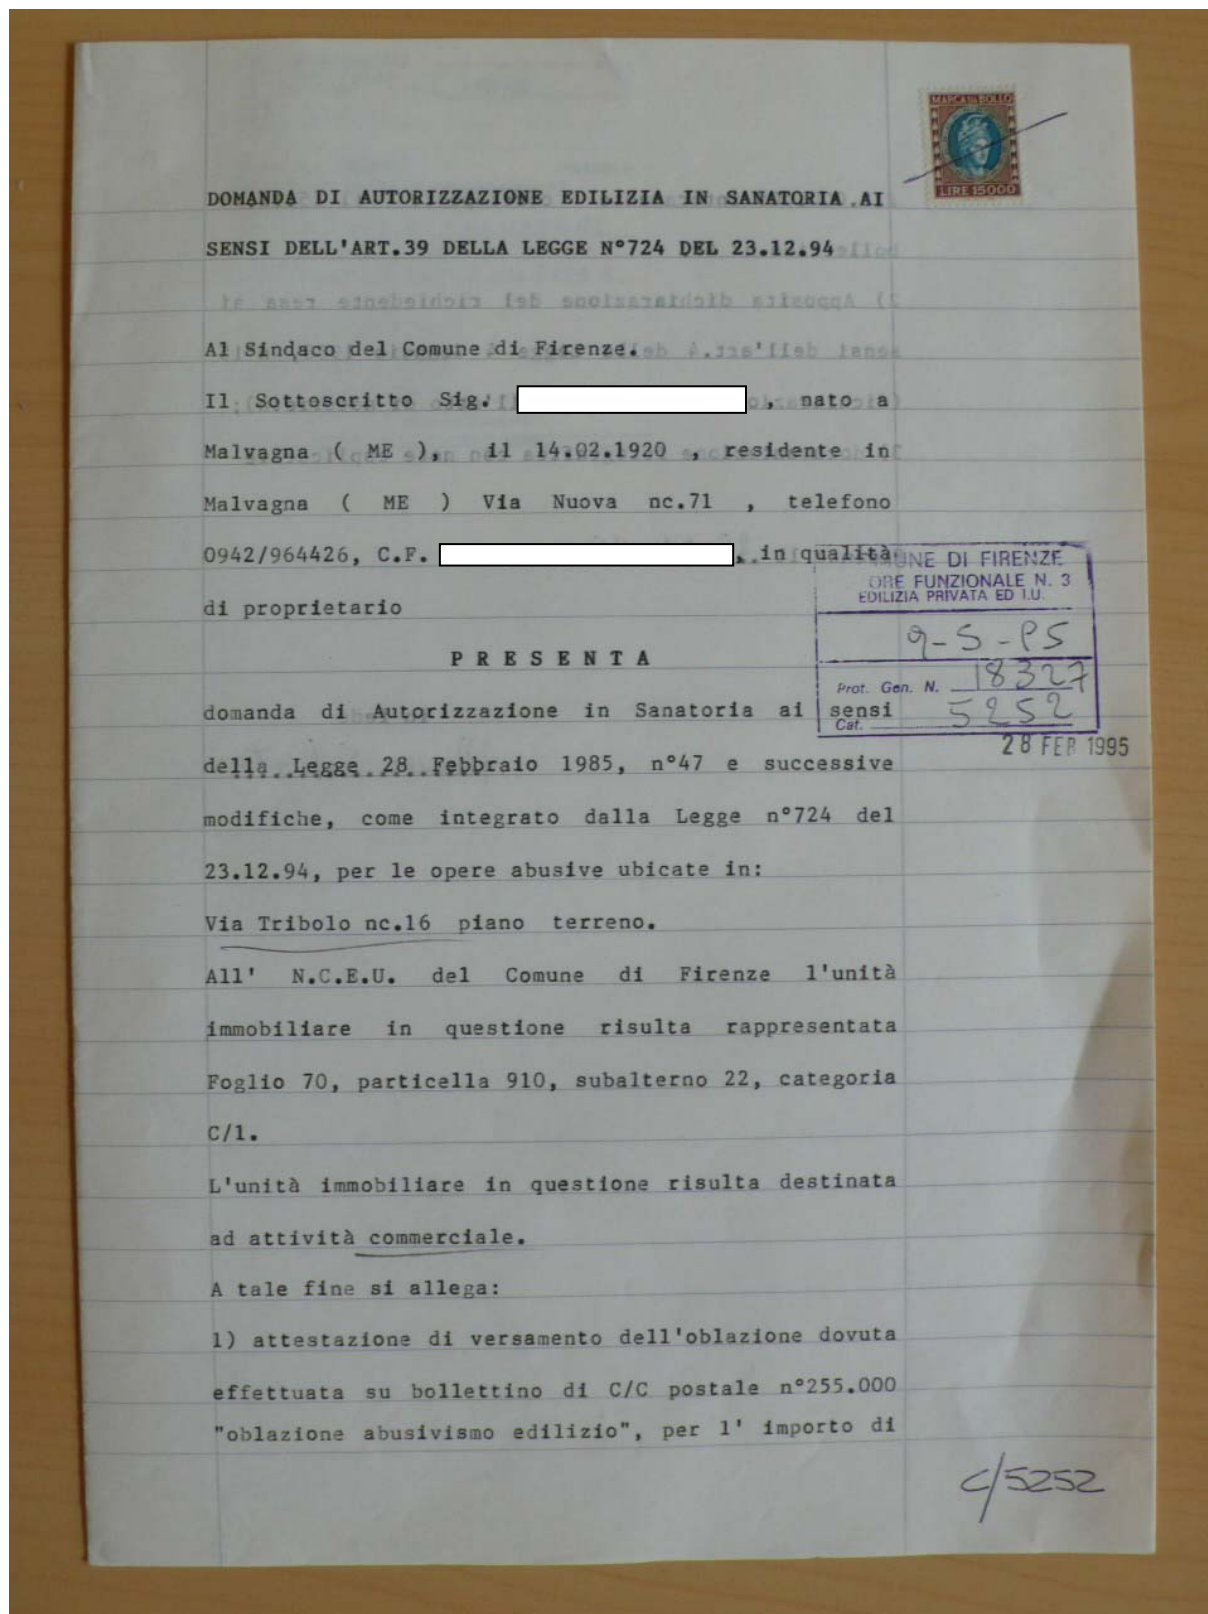 MARCA DA BOLLO
LIRE 15000
DOMANDA DI AUTORIZZAZIONE EDILIZIA IN SANATORIA AI
SENSI DELL'ART.39 DELLA LEGGE N°724 DEL 23.12.94
Al Sindaco del Comune di Firenze.
Il Sottoscritto Sig. , nato a
Malvagna ( ME ), il 14.02.1920 , residente in
Malvagna ( ME ) Via Nuova nc.71 , telefono
0942/964426, C.F. , in qualità
di proprietario
UNE DI FIRENZE
ORE FUNZIONALE N. 3
EDILIZIA PRIVATA ED I.U.
9-5-95
Prot. Gen. N. 18327
5252
Cat.
28 FEB 1995
P R E S E N T A
domanda di Autorizzazione in Sanatoria ai sensi
della Legge 28 Febbraio 1985, n°47 e successive
modifiche, come integrato dalla Legge n°724 del
23.12.94, per le opere abusive ubicate in:
Via Tribolo nc.16 piano terreno.
All' N.C.E.U. del Comune di Firenze l'unità
immobiliare in questione risulta rappresentata
Foglio 70, particella 910, subalterno 22, categoria
C/1.
L'unità immobiliare in questione risulta destinata
ad attività commerciale.
A tale fine si allega:
1) attestazione di versamento dell'oblazione dovuta
effettuata su bollettino di C/C postale n°255.000
"oblazione abusivismo edilizio", per l' importo di
C/5252